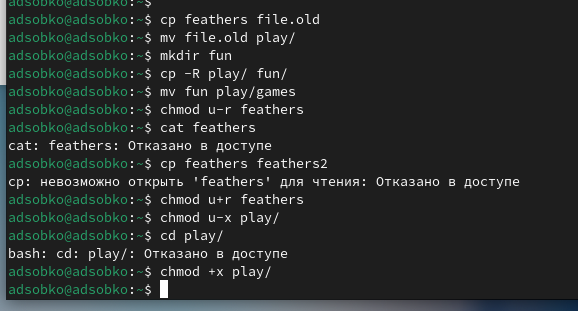 adsobko@adsobko:~$
adsobko@adsobko:~$ cp feathers file.old
adsobko@adsobko:~$ mv file.old play/
adsobko@adsobko:~$ mkdir fun
adsobko@adsobko:~$ cp -R play/ fun/
adsobko@adsobko:~$ mv fun play/games
adsobko@adsobko:~$ chmod u-r feathers
adsobko@adsobko:~$ cat feathers
cat: feathers: Отказано в доступе
adsobko@adsobko:~$ cp feathers feathers2
cp: невозможно открыть 'feathers' для чтения: Отказано в доступе
adsobko@adsobko:~$ chmod u+r feathers
adsobko@adsobko:~$ chmod u-x play/
adsobko@adsobko:~$ cd play/
bash: cd: play/: Отказано в доступе
adsobko@adsobko:~$ chmod +x play/
adsobko@adsobko:~$